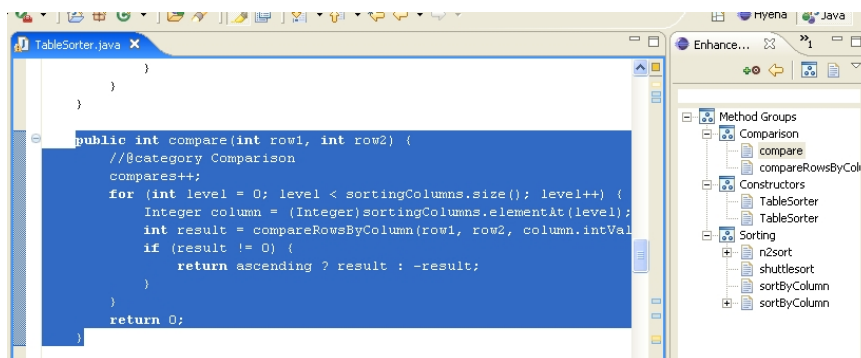 Hyena Java
TableSorter.java
Enhance... »1
}
}
}
public int compare(int row1, int row2) {
//@category Comparison
compares++;
for (int level = 0; level < sortingColumns.size(); level++) {
Integer column = (Integer)sortingColumns.elementAt(level);
int result = compareRowsByColumn(row1, row2, column.intVal
if (result != 0) {
return ascending ? result : -result;
}
}
return 0;
}
Method Groups
Comparison
compare
compareRowsByColu
Constructors
TableSorter
TableSorter
Sorting
n2sort
shuttlesort
sortByColumn
sortByColumn